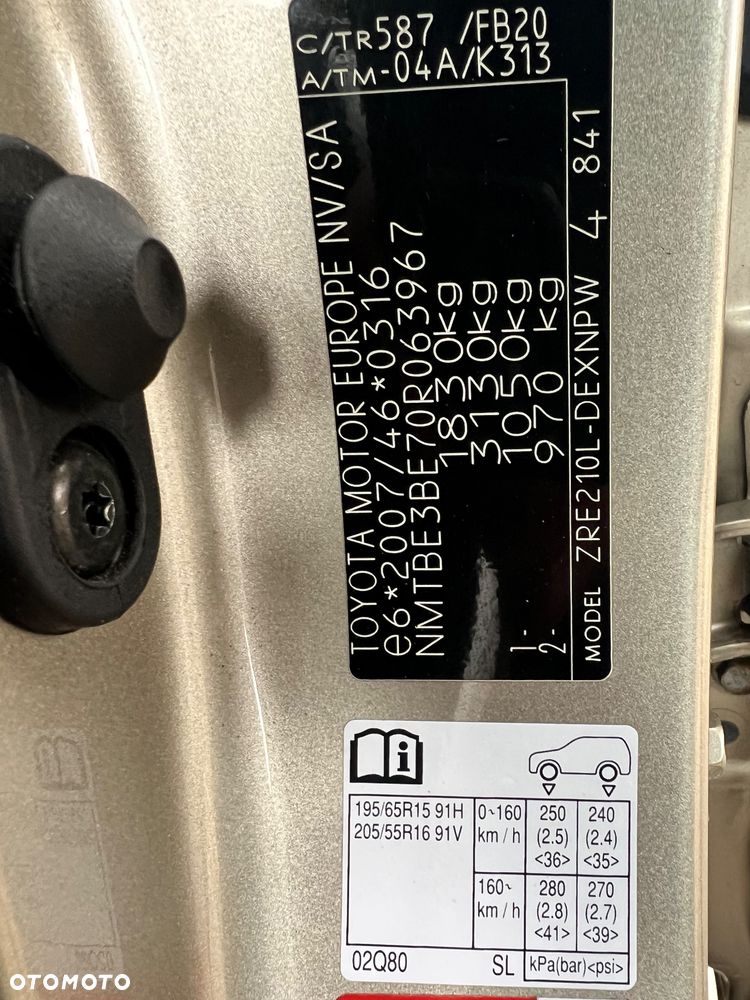 C/TR587 /FB20
A/TM-04A/K313
TOYOTA MOTOR EUROPE NV/SA
e6*2007/46*0316
NMTBE3BE70R063967
1830kg
3130kg
1- 1050kg
2- 970 kg
MODEL ZRE210L-DEXNPW 4 841
195/65R15 91H
205/55R16 91V
0~160 km/h
250 (2.5) <36>
240 (2.4) <35>
160~ km/h
280 (2.8) <41>
270 (2.7) <39>
02Q80 SL kPa(bar)<psi>
OTOMOTO